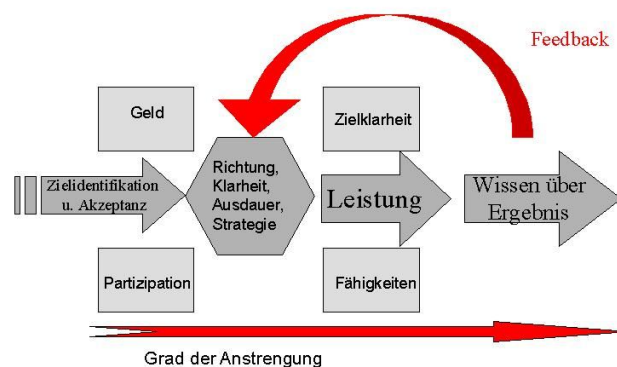 Feedback
Geld
Zielklarheit
Zielidentifikation
u. Akzeptanz
Richtung,
Klarheit,
Ausdauer,
Strategie
Leistung
Wissen über
Ergebnis
Partizipation
Fähigkeiten
Grad der Anstrengung